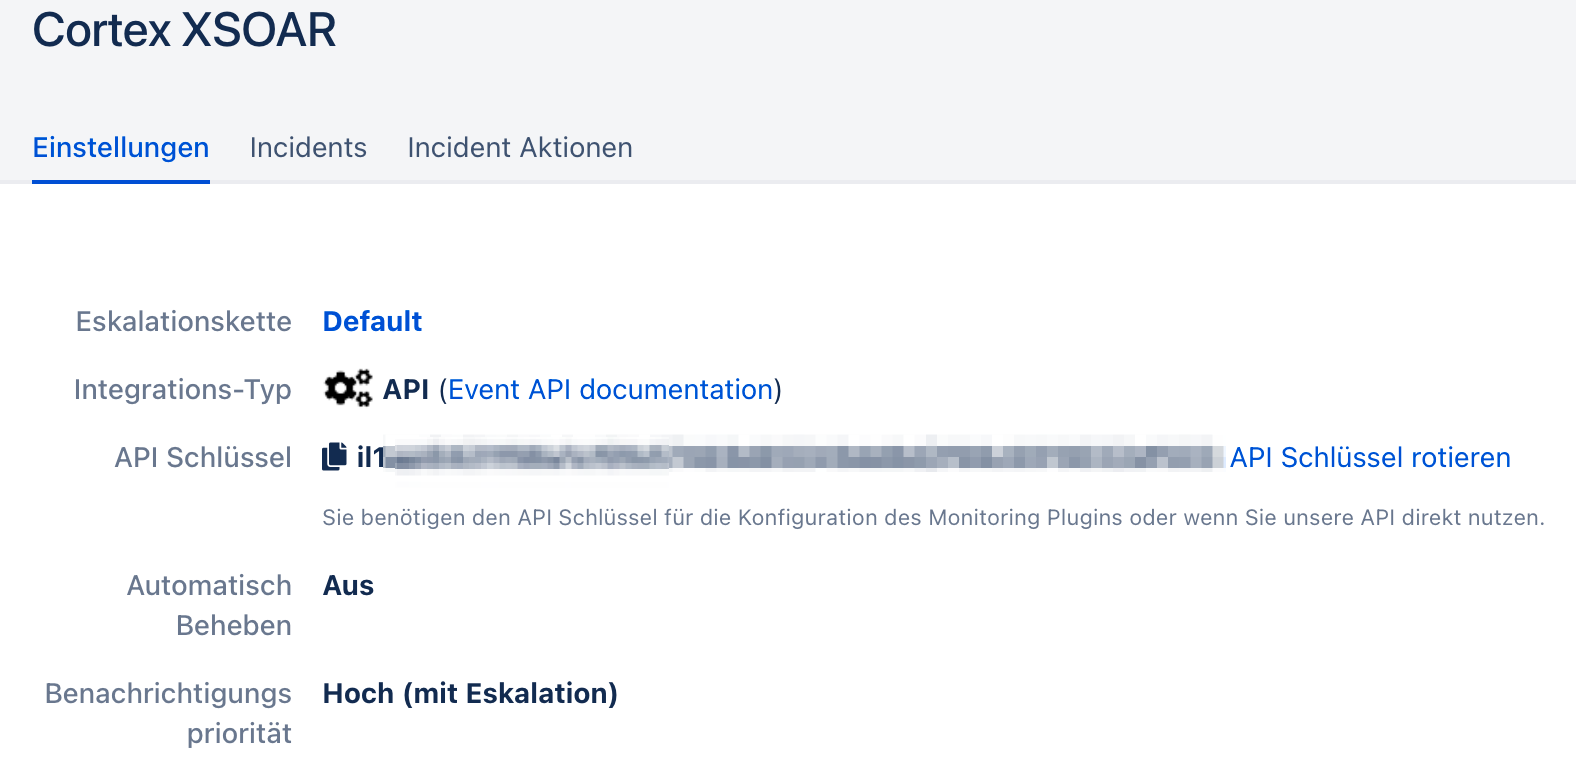 Cortex XSOAR
Einstellungen Incidents Incident Aktionen
Eskalationskette Default
Integrations-Typ API (Event API documentation)
API Schlüssel il1 API Schlüssel rotieren
Sie benötigen den API Schlüssel für die Konfiguration des Monitoring Plugins oder wenn Sie unsere API direkt nutzen.
Automatisch Aus
Beheben
Benachrichtigungs Hoch (mit Eskalation)
priorität